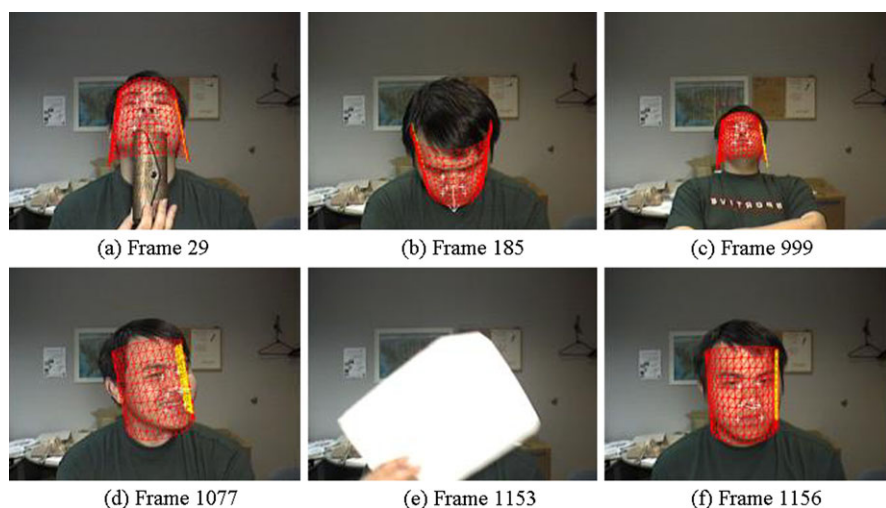 (a) Frame 29
(b) Frame 185
(c) Frame 999
(d) Frame 1077
(e) Frame 1153
(f) Frame 1156